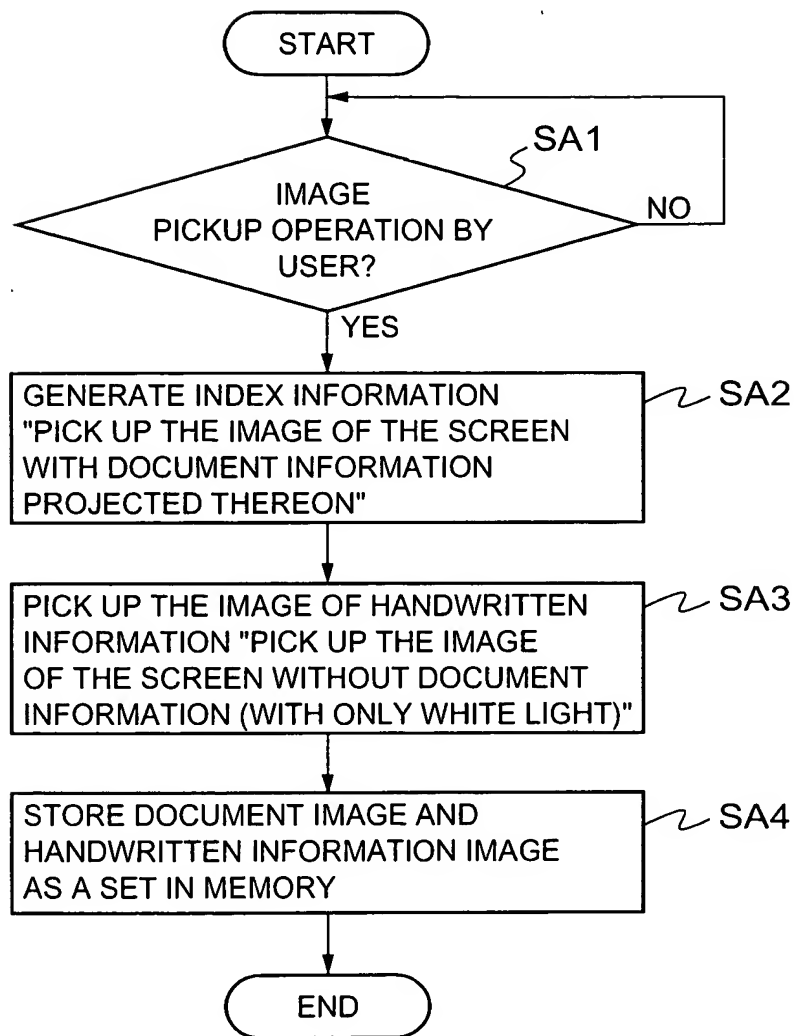 START
SA1
IMAGE
PICKUP OPERATION BY
USER?
NO
YES
GENERATE INDEX INFORMATION
"PICK UP THE IMAGE OF THE SCREEN
WITH DOCUMENT INFORMATION
PROJECTED THEREON"
SA2
PICK UP THE IMAGE OF HANDWRITTEN
INFORMATION "PICK UP THE IMAGE
OF THE SCREEN WITHOUT DOCUMENT
INFORMATION (WITH ONLY WHITE LIGHT)"
SA3
STORE DOCUMENT IMAGE AND
HANDWRITTEN INFORMATION IMAGE
AS A SET IN MEMORY
SA4
END